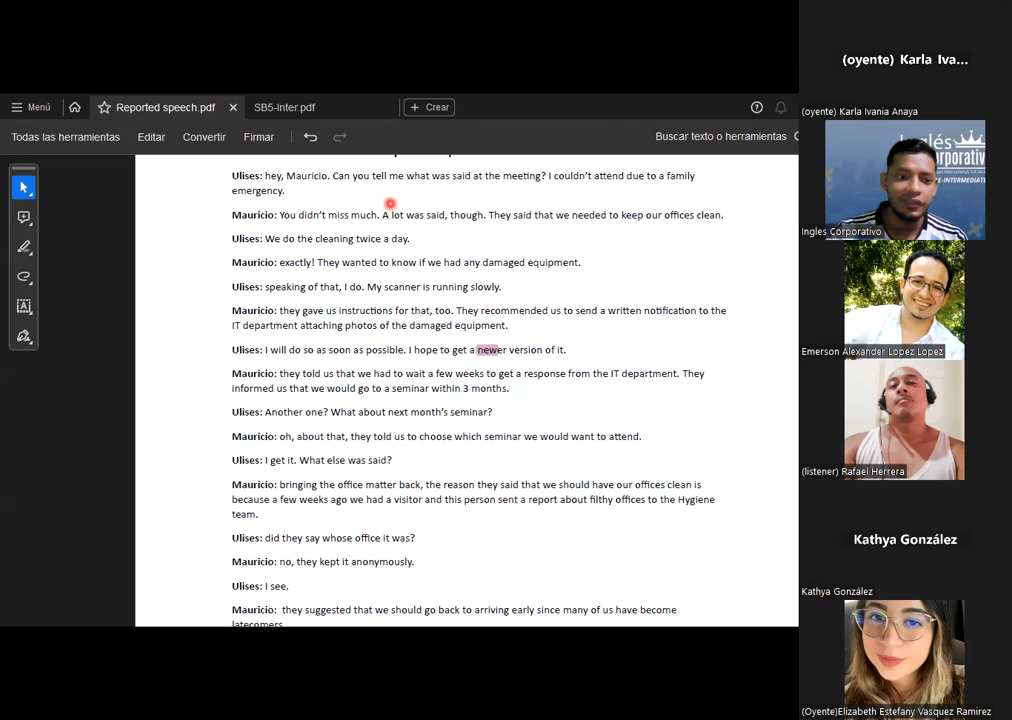 (oyente) Karla Iva...
(oyente) Karla Ivania Anaya
Menú
Reported speech.pdf
SB5-Inter.pdf
Crear
Todas las herramientas
Editar
Convertir
Firmar
Buscar texto o herramientas
Ulises: hey, Mauricio. Can you tell me what was said at the meeting? I couldn't attend due to a family
emergency.
Mauricio: You didn't miss much. A lot was said, though. They said that we needed to keep our offices clean.
Ulises: We do the cleaning twice a day.
Mauricio: exactly! They wanted to know if we had any damaged equipment.
Ulises: speaking of that, I do. My scanner is running slowly.
Mauricio: they gave us instructions for that, too. They recommended us to send a written notification to the
IT department attaching photos of the damaged equipment.
Ulises: I will do so as soon as possible. I hope to get a newer version of it.
Mauricio: they told us that we had to wait a few weeks to get a response from the IT department. They
informed us that we would go to a seminar within 3 months.
Ulises: Another one? What about next month's seminar?
Mauricio: oh, about that, they told us to choose which seminar we would want to attend.
Ulises: I get it. What else was said?
Mauricio: bringing the office matter back, the reason they said that we should have our offices clean is
because a few weeks ago we had a visitor and this person sent a report about filthy offices to the Hygiene
team.
Ulises: did they say whose office it was?
Mauricio: no, they kept it anonymously.
Ulises: I see.
Mauricio: they suggested that we should go back to arriving early since many of us have become
latecomers
Inglés
Corporativo
E-INTERMEDIATE
Ingles Corporativo
Emerson Alexander Lopez Lopez
(listener) Rafael Herrera
Kathya González
Kathya González
(Oyente)Elizabeth Estefany Vasquez Ramirez